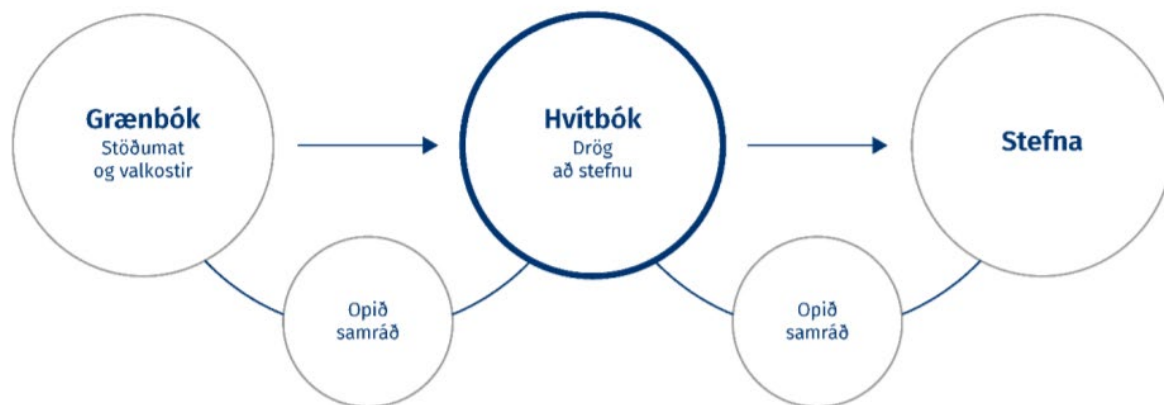 Grænbók
Stöðumat
og valkostir
Hvítbók
Drög
að stefnu
Stefna
Opið
samráð
Opið
samráð